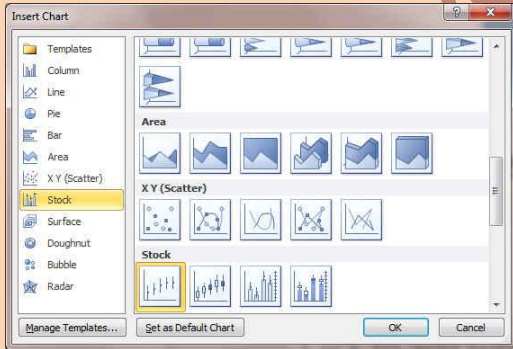 Insert Chart
Templates
Column
Line
Pie
Bar
Area
X Y (Scatter)
Stock
Surface
Doughnut
Bubble
Radar
Area
X Y (Scatter)
Stock
Manage Templates...
Set as Default Chart
OK
Cancel